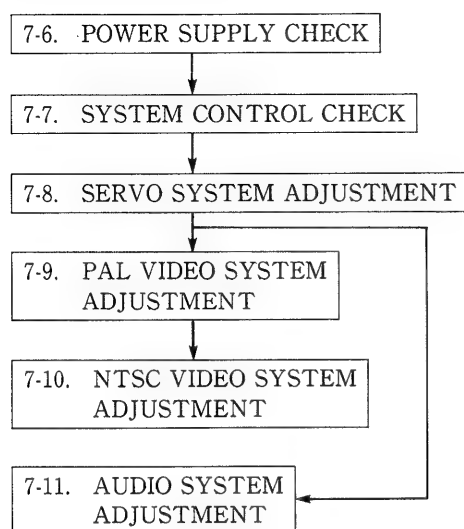 7-6. POWER SUPPLY CHECK
7-7. SYSTEM CONTROL CHECK
7-8. SERVO SYSTEM ADJUSTMENT
7-9. PAL VIDEO SYSTEM
ADJUSTMENT
7-10. NTSC VIDEO SYSTEM
ADJUSTMENT
7-11. AUDIO SYSTEM
ADJUSTMENT